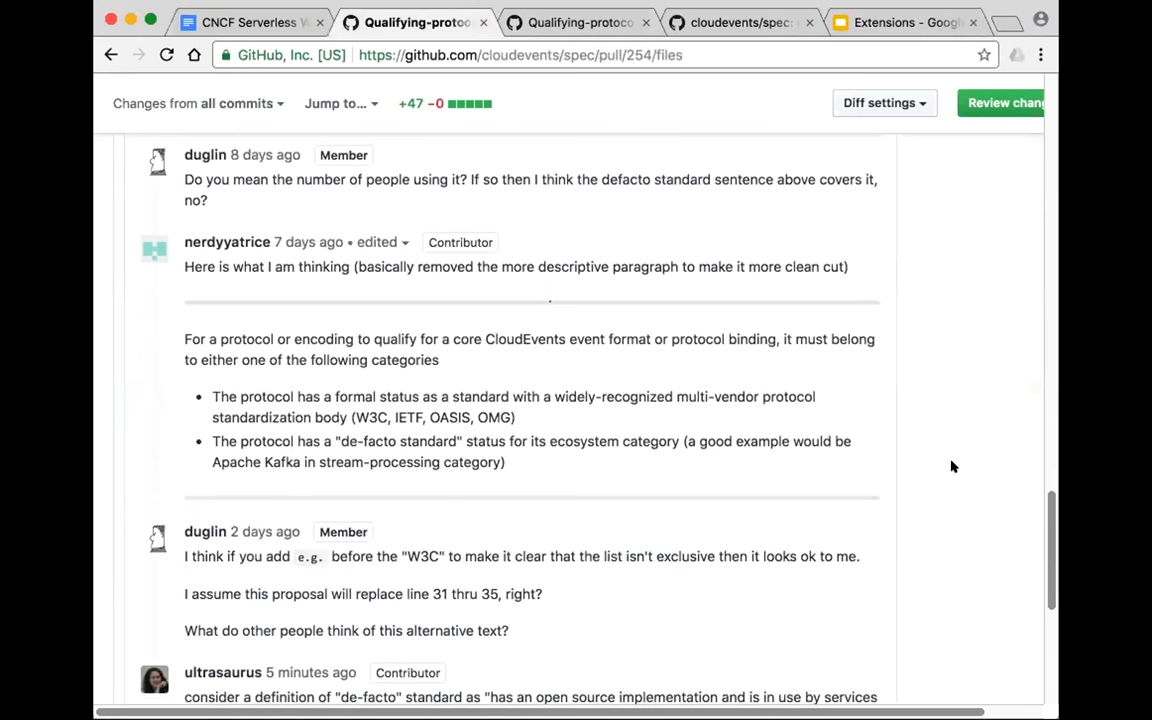 CNCF Serverless W
Qualifying-protoc
Qualifying-protoco
cloudevents/spec:
Extensions - Goog
GitHub, Inc. [US] https://github.com/cloudevents/spec/pull/254/files
Changes from all commits Jump to... +47 −0 Diff settings Review chang
duglin 8 days ago Member
Do you mean the number of people using it? If so then I think the defacto standard sentence above covers it,
no?
nerdyyatrice 7 days ago • edited Contributor
Here is what I am thinking (basically removed the more descriptive paragraph to make it more clean cut)
For a protocol or encoding to qualify for a core CloudEvents event format or protocol binding, it must belong
to either one of the following categories
• The protocol has a formal status as a standard with a widely-recognized multi-vendor protocol
standardization body (W3C, IETF, OASIS, OMG)
• The protocol has a "de-facto standard" status for its ecosystem category (a good example would be
Apache Kafka in stream-processing category)
duglin 2 days ago Member
I think if you add e.g. before the "W3C" to make it clear that the list isn't exclusive then it looks ok to me.
I assume this proposal will replace line 31 thru 35, right?
What do other people think of this alternative text?
ultrasaurus 5 minutes ago Contributor
consider a definition of "de-facto" standard as "has an open source implementation and is in use by services